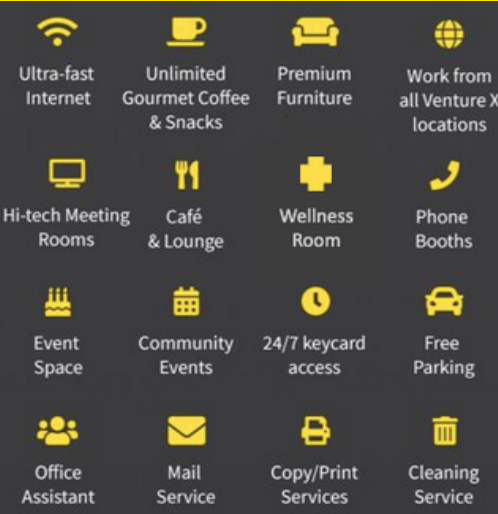 Ultra-fast
Internet
Unlimited
Gourmet Coffee
& Snacks
Premium
Furniture
Work from
all Venture X
locations
Hi-tech Meeting
Rooms
Café
& Lounge
Wellness
Room
Phone
Booths
Event
Space
Community
Events
24/7 keycard
access
Free
Parking
Office
Assistant
Mail
Service
Copy/Print
Services
Cleaning
Service